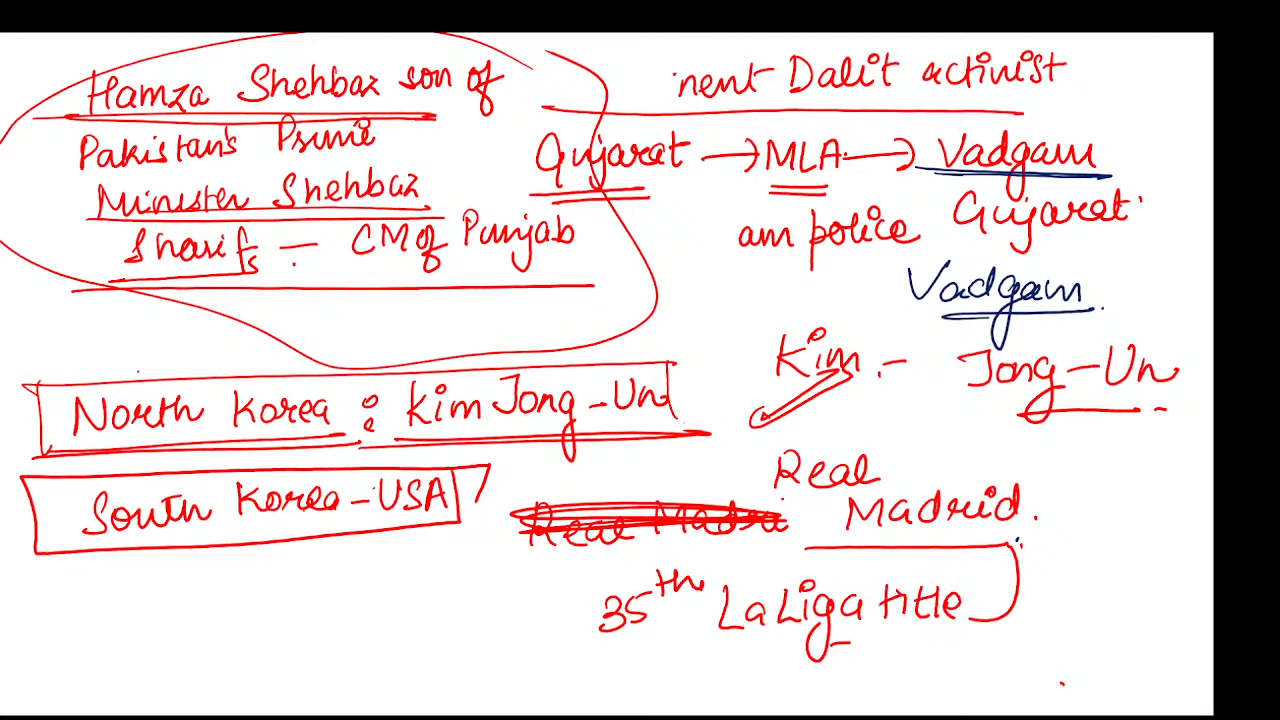 Hamza Shehbaz son of
Pakistan's Prime
Minister Shehbaz
Sharifs - CM of Punjab
nent Dalit activist
Gujarat → MLA → Vadgam
Gujarat
am police
Vadgam.
Kim - Jong-Un
North Korea : Kim Jong-Un
South Korea - USA
Real
Real Madri
Madrid.
35th LaLiga title